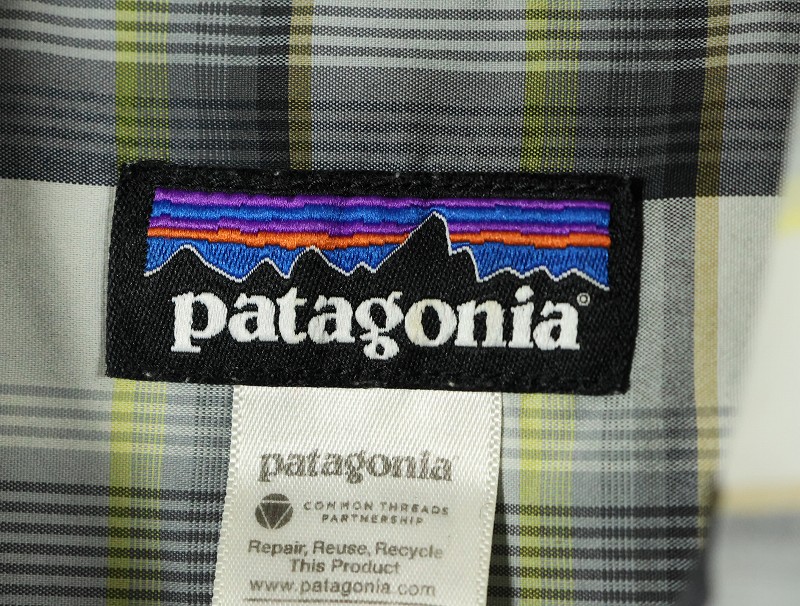 patagonia®
patagonia
COMMON THREADS
PARTNERSHIP
Repair, Reuse, Recycle
This Product
www.patagonia.com